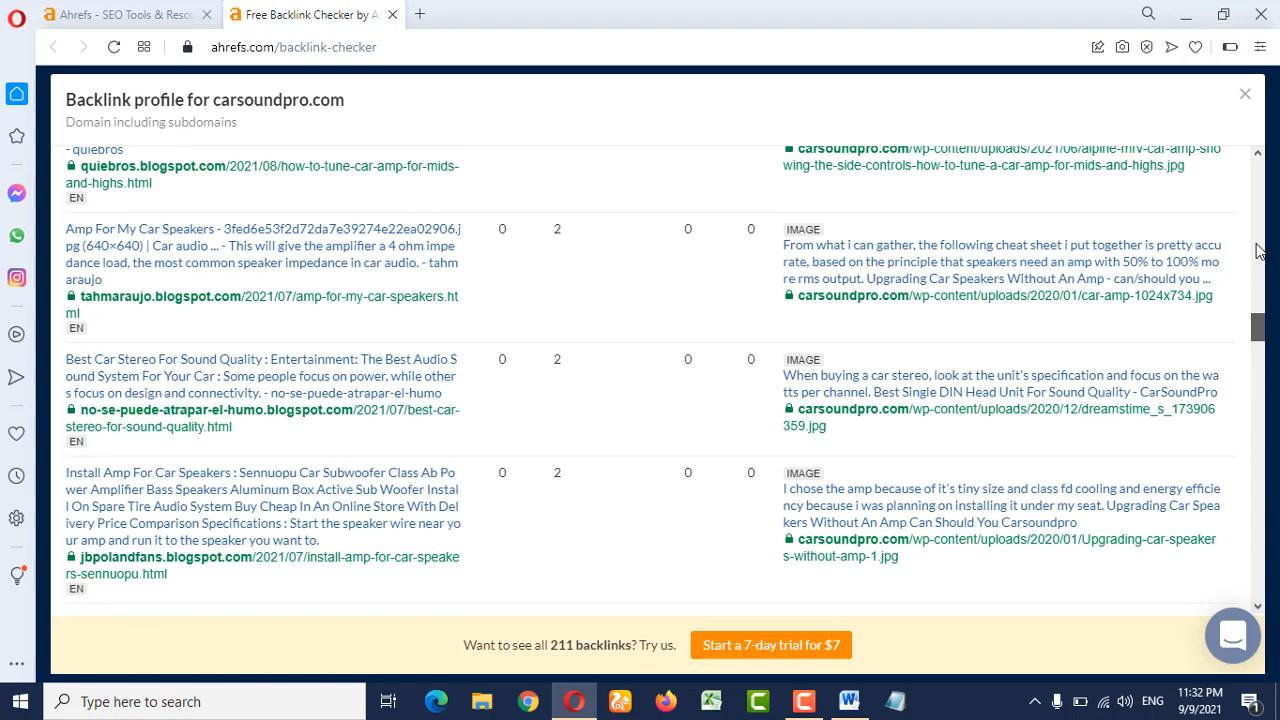 Ahrefs - SEO Tools & Resou
Free Backlink Checker by A
ahrefs.com/backlink-checker
Backlink profile for carsoundpro.com
Domain including subdomains
- quiebros
quiebros.blogspot.com/2021/08/how-to-tune-car-amp-for-mids-
and-highs.html
EN
carsoundpro.com/wp-content/uploads/2021/06/alpine-mrv-car-amp-sho
wing-the-side-controls-how-to-tune-a-car-amp-for-mids-and-highs.jpg
Amp For My Car Speakers - 3fed6e53f2d72da7e39274e22ea02906.j
pg (640×640) | Car audio ... - This will give the amplifier a 4 ohm impe
dance load, the most common speaker impedance in car audio. - tahm
araujo
tahmaraujo.blogspot.com/2021/07/amp-for-my-car-speakers.ht
ml
EN
0 2 0 0
IMAGE
From what i can gather, the following cheat sheet i put together is pretty accu
rate, based on the principle that speakers need an amp with 50% to 100% mo
re rms output. Upgrading Car Speakers Without An Amp - can/should you ...
carsoundpro.com/wp-content/uploads/2020/01/car-amp-1024x734.jpg
Best Car Stereo For Sound Quality : Entertainment: The Best Audio S
ound System For Your Car : Some people focus on power, while other
s focus on design and connectivity. - no-se-puede-atrapar-el-humo
no-se-puede-atrapar-el-humo.blogspot.com/2021/07/best-car-
stereo-for-sound-quality.html
EN
0 2 0 0
IMAGE
When buying a car stereo, look at the unit's specification and focus on the wa
tts per channel. Best Single DIN Head Unit For Sound Quality - CarSoundPro
carsoundpro.com/wp-content/uploads/2020/12/dreamstime_s_173906
359.jpg
Install Amp For Car Speakers : Sennuopu Car Subwoofer Class Ab Po
wer Amplifier Bass Speakers Aluminum Box Active Sub Woofer Instal
l On Spare Tire Audio System Buy Cheap In An Online Store With Del
ivery Price Comparison Specifications : Start the speaker wire near yo
ur amp and run it to the speaker you want to.
jbpolandfans.blogspot.com/2021/07/install-amp-for-car-speake
rs-sennuopu.html
EN
0 2 0 0
IMAGE
I chose the amp because of it's tiny size and class fd cooling and energy efficie
ncy because i was planning on installing it under my seat. Upgrading Car Spea
kers Without An Amp Can Should You Carsoundpro
carsoundpro.com/wp-content/uploads/2020/01/Upgrading-car-speaker
s-without-amp-1.jpg
Want to see all 211 backlinks? Try us.
Start a 7-day trial for $7
Type here to search
ENG
11:32 PM
9/9/2021
1